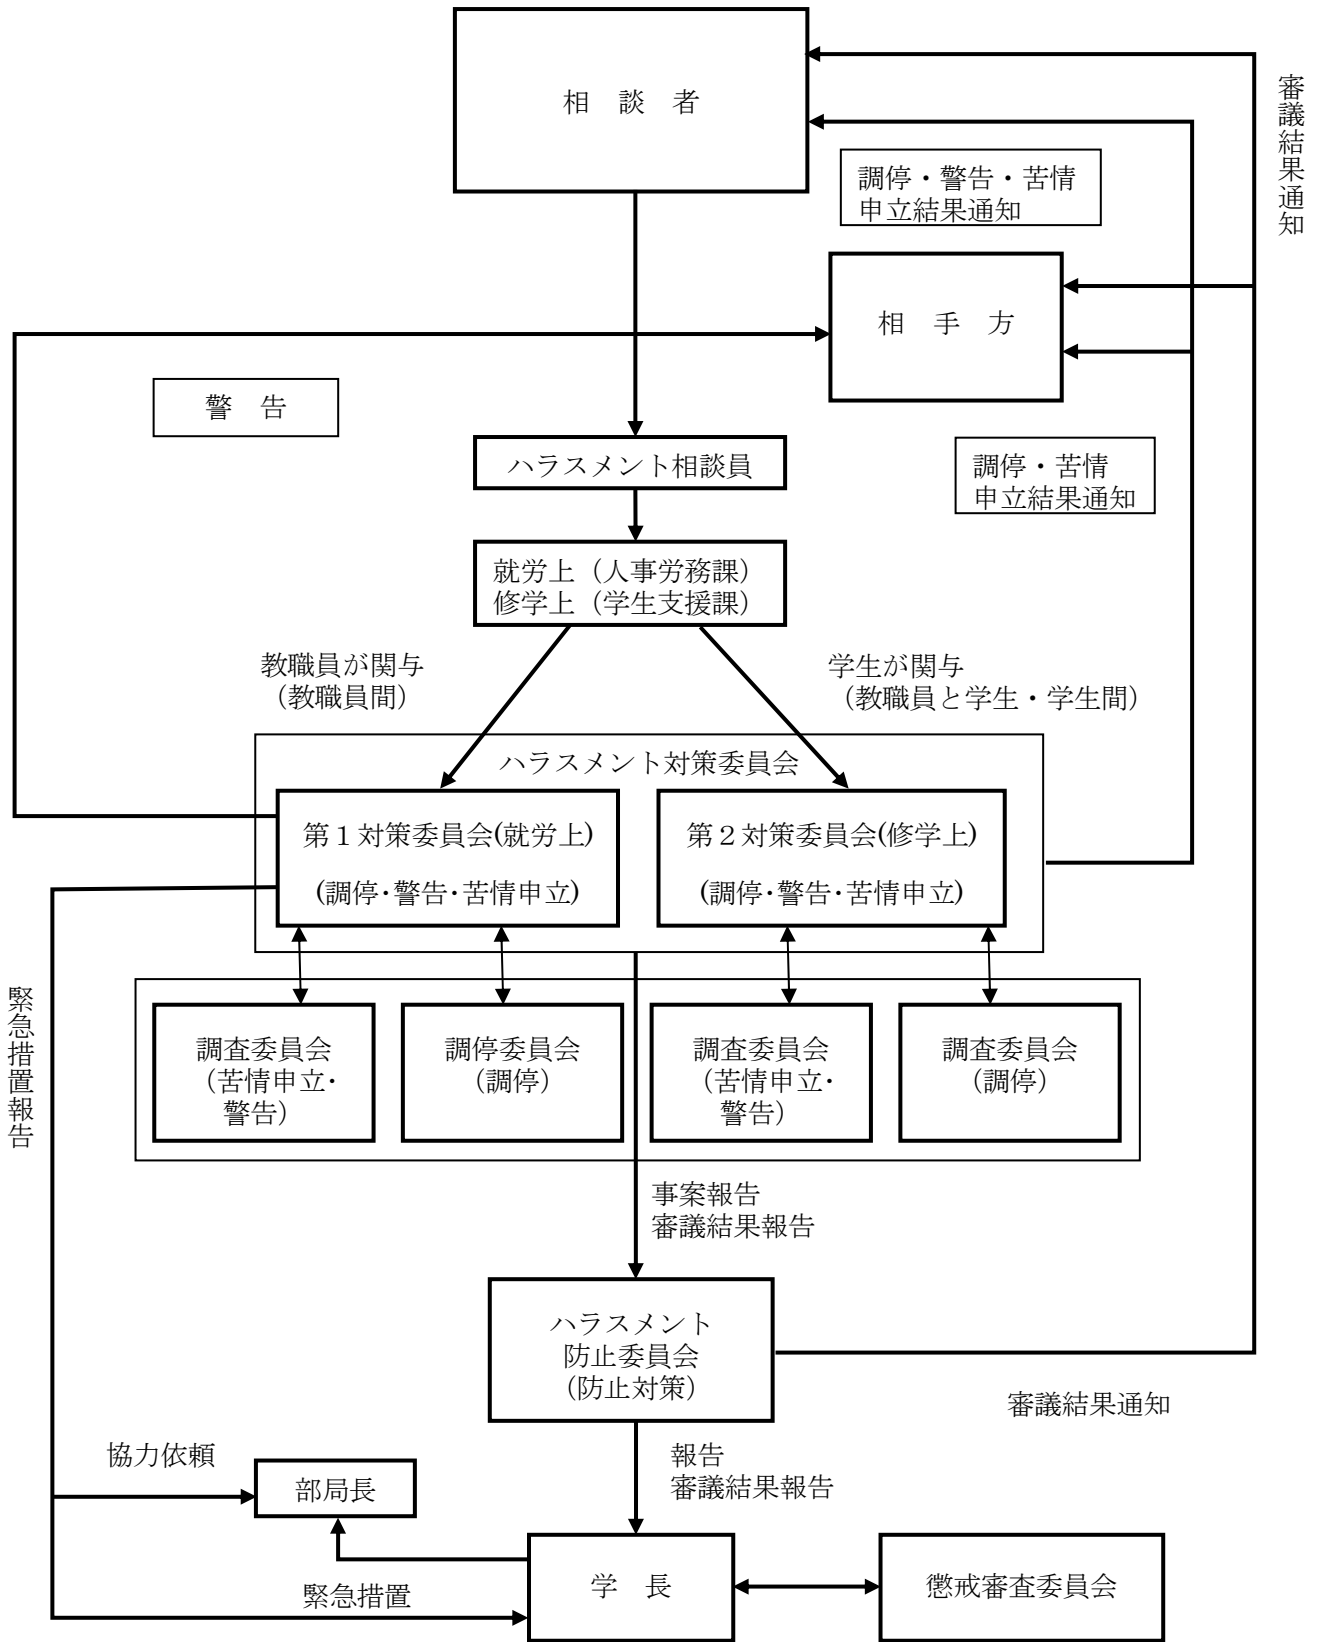 相　談　者
審議結果通知
調停・警告・苦情
申立結果通知
相　手　方
警　告
ハラスメント相談員
調停・苦情
申立結果通知
就労上（人事労務課）
修学上（学生支援課）
教職員が関与
（教職員間）
学生が関与
（教職員と学生・学生間）
ハラスメント対策委員会
第１対策委員会(就労上)
(調停・警告・苦情申立)
第２対策委員会(修学上)
(調停・警告・苦情申立)
緊急措置報告
調査委員会
（苦情申立・
警告）
調停委員会
（調停）
調査委員会
（苦情申立・
警告）
調査委員会
（調停）
事案報告
審議結果報告
ハラスメント
防止委員会
（防止対策）
審議結果通知
協力依頼
部局長
報告
審議結果報告
緊急措置
学　長
懲戒審査委員会